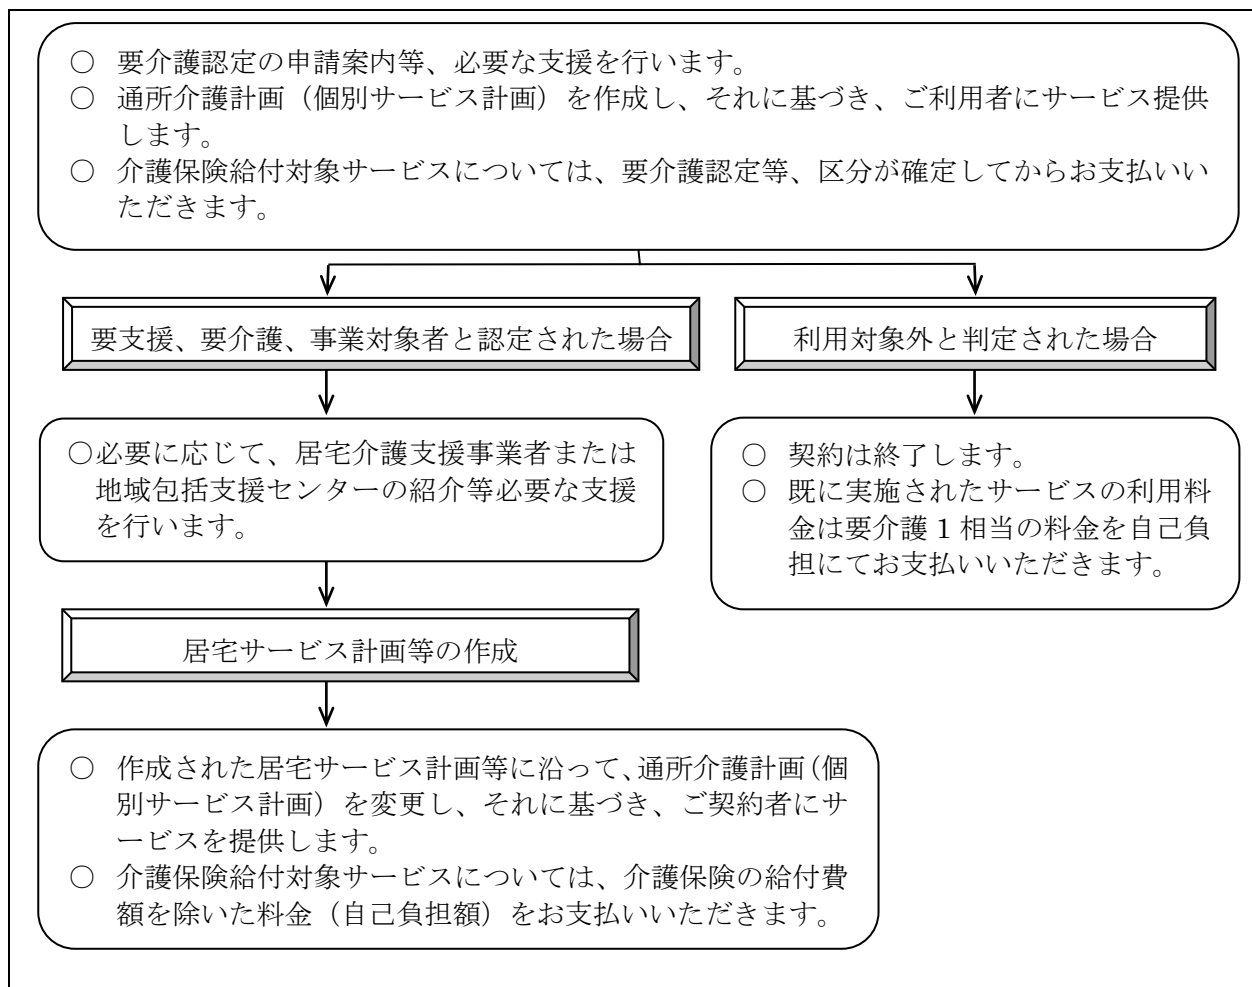 ○ 要介護認定の申請案内等、必要な支援を行います。
○ 通所介護計画（個別サービス計画）を作成し、それに基づき、ご利用者にサービス提供
します。
○ 介護保険給付対象サービスについては、要介護認定等、区分が確定してからお支払いい
ただきます。
要支援、要介護、事業対象者と認定された場合
利用対象外と判定された場合
○必要に応じて、居宅介護支援事業者または
地域包括支援センターの紹介等必要な支援
を行います。
○ 契約は終了します。
○ 既に実施されたサービスの利用料
金は要介護１相当の料金を自己負
担にてお支払いいただきます。
居宅サービス計画等の作成
○ 作成された居宅サービス計画等に沿って、通所介護計画（個
別サービス計画）を変更し、それに基づき、ご契約者にサ
ービスを提供します。
○ 介護保険給付対象サービスについては、介護保険の給付費
額を除いた料金（自己負担額）をお支払いいただきます。